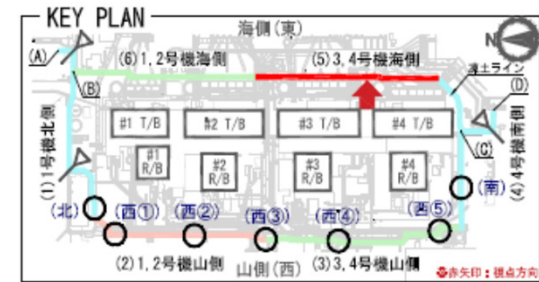 KEY PLAN
海側(東)
N
(A)
(6)1,2号機海側
(5)3,4号機海側
凍土ライン
(B)
(D)
#1 T/B
#2 T/B
#3 T/B
#4 T/B
(C)
(1)1号機北側
(4)4号機南側
#1 R/B
#2 R/B
#3 R/B
#4 R/B
(北)
(西①)
(西②)
(西③)
(西④)
(西⑤)
(南)
(2)1,2号機山側
山側(西)
(3)3,4号機山側
赤矢印:視点方向